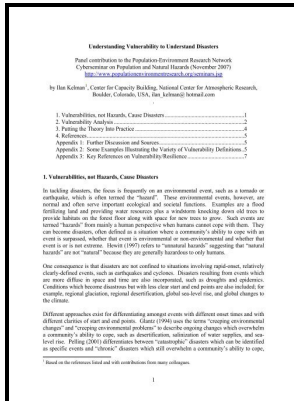 Understanding Vulnerability to Understand Disasters
Panel contribution to the Population-Environment Research Network
Cyberseminar on Population and Natural Hazards (November 2007)
http://www.populationenvironmentresearch.org/seminars.jsp
by Ilan Kelman¹, Center for Capacity Building, National Center for Atmospheric Research,
Boulder, Colorado, USA, ilan_kelman@hotmail.com
1. Vulnerabilities, not Hazards, Cause Disasters.....1
2. Vulnerability Analysis.....2
3. Putting the Theory Into Practice.....4
4. References.....5
Appendix 1: Further Discussion and Sources.....5
Appendix 2: Some Examples Illustrating the Variety of Vulnerability Definitions..5
Appendix 3: Key References on Vulnerability/Resilience.....7
1. Vulnerabilities, not Hazards, Cause Disasters
In tackling disasters, the focus is frequently on an environmental event, such as a tornado or
earthquake, which is often termed the "hazard". These environmental events, however, are
normal and often serve important ecological and societal functions. Examples are a flood
fertilizing land and providing water resources plus a windstorm knocking down old trees to
provide habitats on the forest floor along with space for new trees to grow. Such events are
termed "hazards" from mainly a human perspective when humans cannot cope with them. They
can become disasters, often defined as a situation where a community's ability to cope with an
event is surpassed, whether that event is environmental or non-environmental and whether that
event is or is not extreme. Hewitt (1997) refers to "unnatural hazards" suggesting that "natural
hazards are not "natural" because they are generally hazardous to only humans.
One consequence is that disasters are not confined to situations involving rapid-onset, relatively
clearly-defined events, such as earthquakes and cyclones. Disasters resulting from events which
are more diffuse in space and time are also incorporated, such as droughts and epidemics.
Conditions which become disastrous but with less clear start and end points are also included; for
example, regional glaciation, regional desertification, global sea-level rise, and global changes to
the climate.
Different approaches exist for differentiating amongst events with different onset times and with
different clarities of start and end points. Glantz (1994) uses the terms "creeping environmental
changes" and "creeping environmental problems" to describe ongoing changes which overwhelm
a community's ability to cope, such as desertification, salinization of water supplies, and sea-
level rise. Pelling (2001) differentiates between "catastrophic" disasters which can be identified
as specific events and "chronic" disasters which still overwhelm a community's ability to cope,
¹ Based on the references listed and with contributions from many colleagues.
1